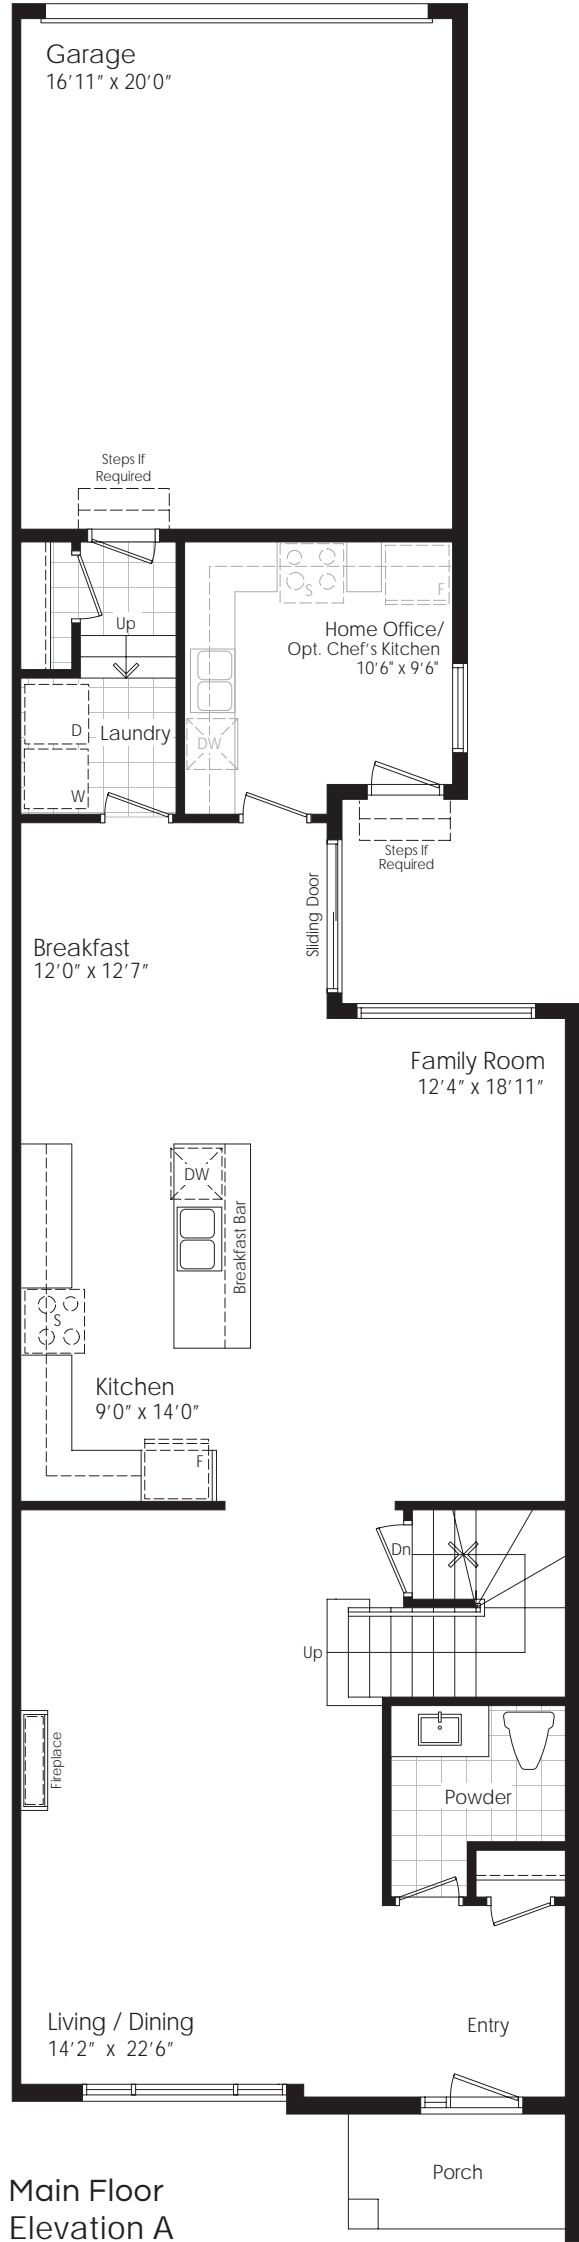 Garage
16'11" x 20'0"
Steps If
Required
Up
S
F
Home Office/
Opt. Chef's Kitchen
10'6" x 9'6"
D
Laundry
DW
W
Steps If
Required
Sliding Door
Breakfast
12'0" x 12'7"
Family Room
12'4" x 18'11"
DW
Breakfast Bar
S
Kitchen
9'0" x 14'0"
F
Dn
Up
Fireplace
Powder
Living / Dining
14'2" x 22'6"
Entry
Porch
Main Floor
Elevation A